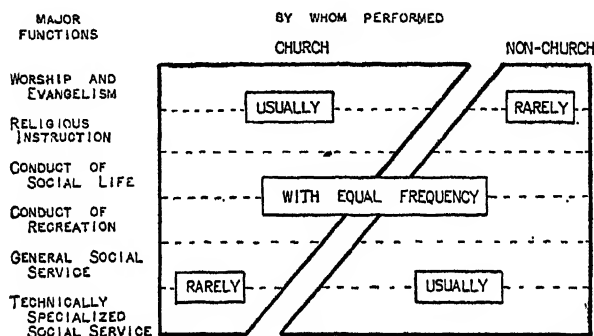 MAJOR FUNCTIONS
BY WHOM PERFORMED
CHURCH
NON-CHURCH
WORSHIP AND
EVANGELISM
USUALLY
RARELY
RELIGIOUS
INSTRUCTION
CONDUCT OF
SOCIAL LIFE
WITH EQUAL FREQUENCY
CONDUCT OF
RECREATION
GENERAL SOCIAL
SERVICE
RARELY
USUALLY
TECHNICALLY
SPECIALIZED
SOCIAL SERVICE